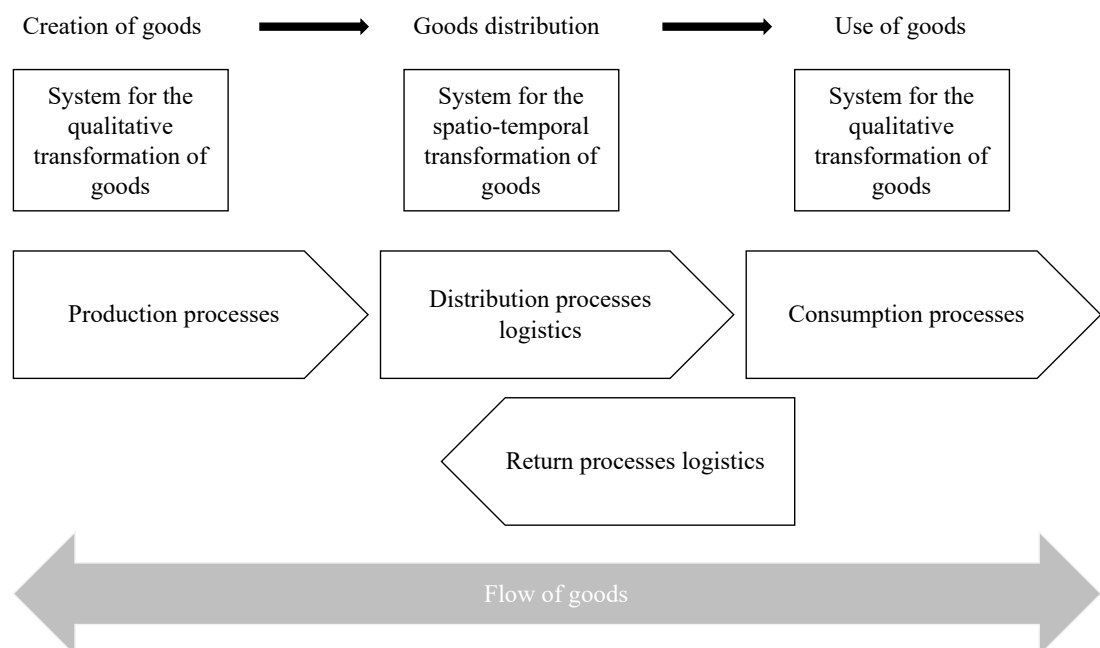 Creation of goods
Goods distribution
Use of goods
System for the
qualitative
transformation of
goods
System for the
spatio-temporal
transformation of
goods
System for the
qualitative
transformation of
goods
Production processes
Distribution processes
logistics
Consumption processes
Return processes logistics
Flow of goods